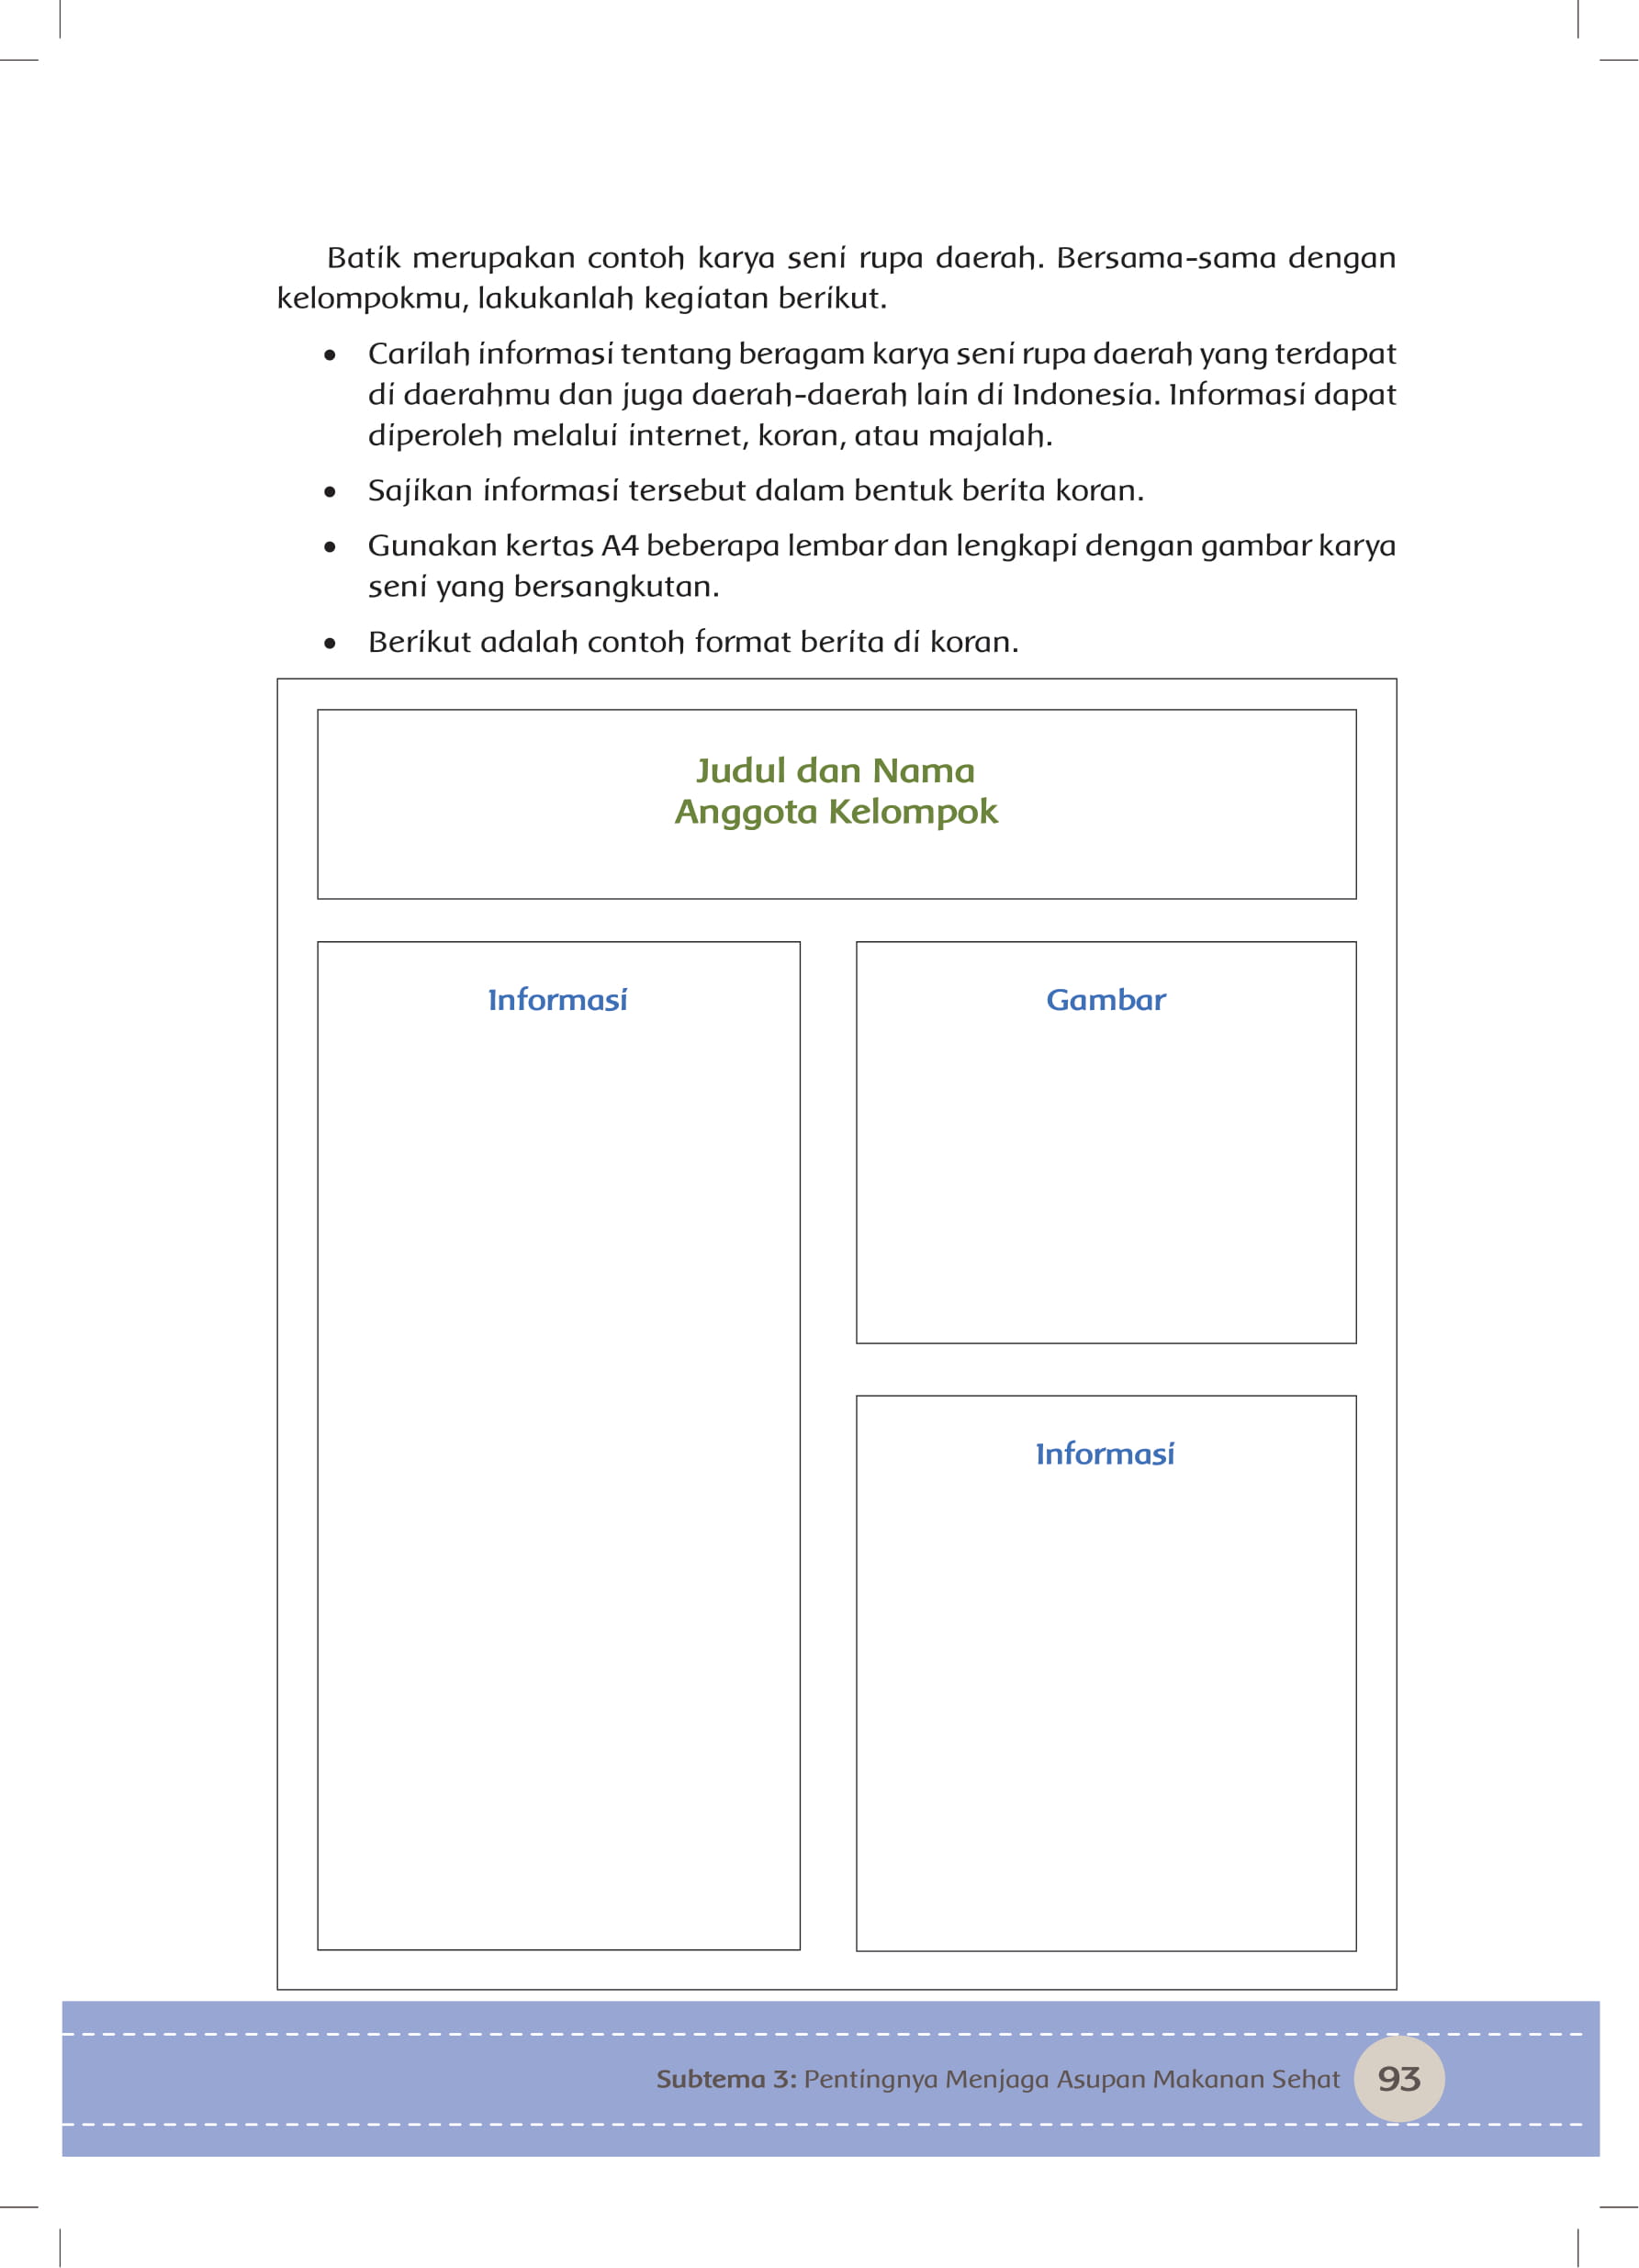 Batik merupakan contoh karya seni rupa daerah. Bersama-sama dengan
kelompokmu, lakukanlah kegiatan berikut.
• Carilah informasi tentang beragam karya seni rupa daerah yang terdapat
di daerahmu dan juga daerah-daerah lain di Indonesia. Informasi dapat
diperoleh melalui internet, koran, atau majalah.
• Sajikan informasi tersebut dalam bentuk berita koran.
• Gunakan kertas A4 beberapa lembar dan lengkapi dengan gambar karya
seni yang bersangkutan.
• Berikut adalah contoh format berita di koran.
Judul dan Nama
Anggota Kelompok
Informasi
Gambar
Informasi
Subtema 3: Pentingnya Menjaga Asupan Makanan Sehat 93